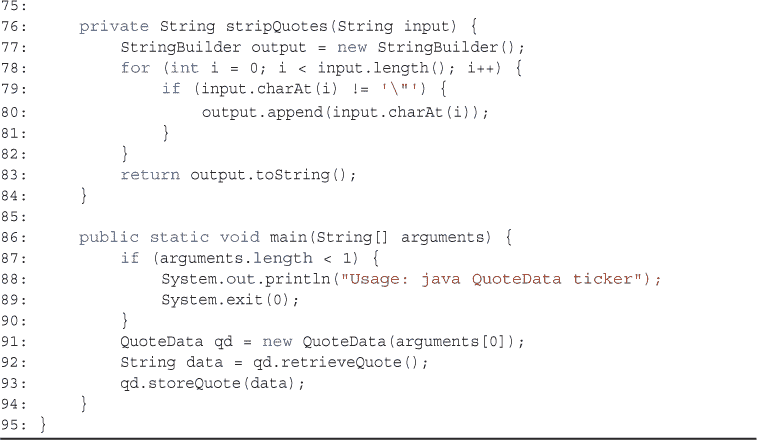 75:
76:     private String stripQuotes(String input) {
77:         StringBuilder output = new StringBuilder();
78:         for (int i = 0; i < input.length(); i++) {
79:             if (input.charAt(i) != '\"') {
80:                 output.append(input.charAt(i));
81:             }
82:         }
83:         return output.toString();
84:     }
85:
86:     public static void main(String[] arguments) {
87:         if (arguments.length < 1) {
88:             System.out.println("Usage: java QuoteData ticker");
89:             System.exit(0);
90:         }
91:         QuoteData qd = new QuoteData(arguments[0]);
92:         String data = qd.retrieveQuote();
93:         qd.storeQuote(data);
94:     }
95: }